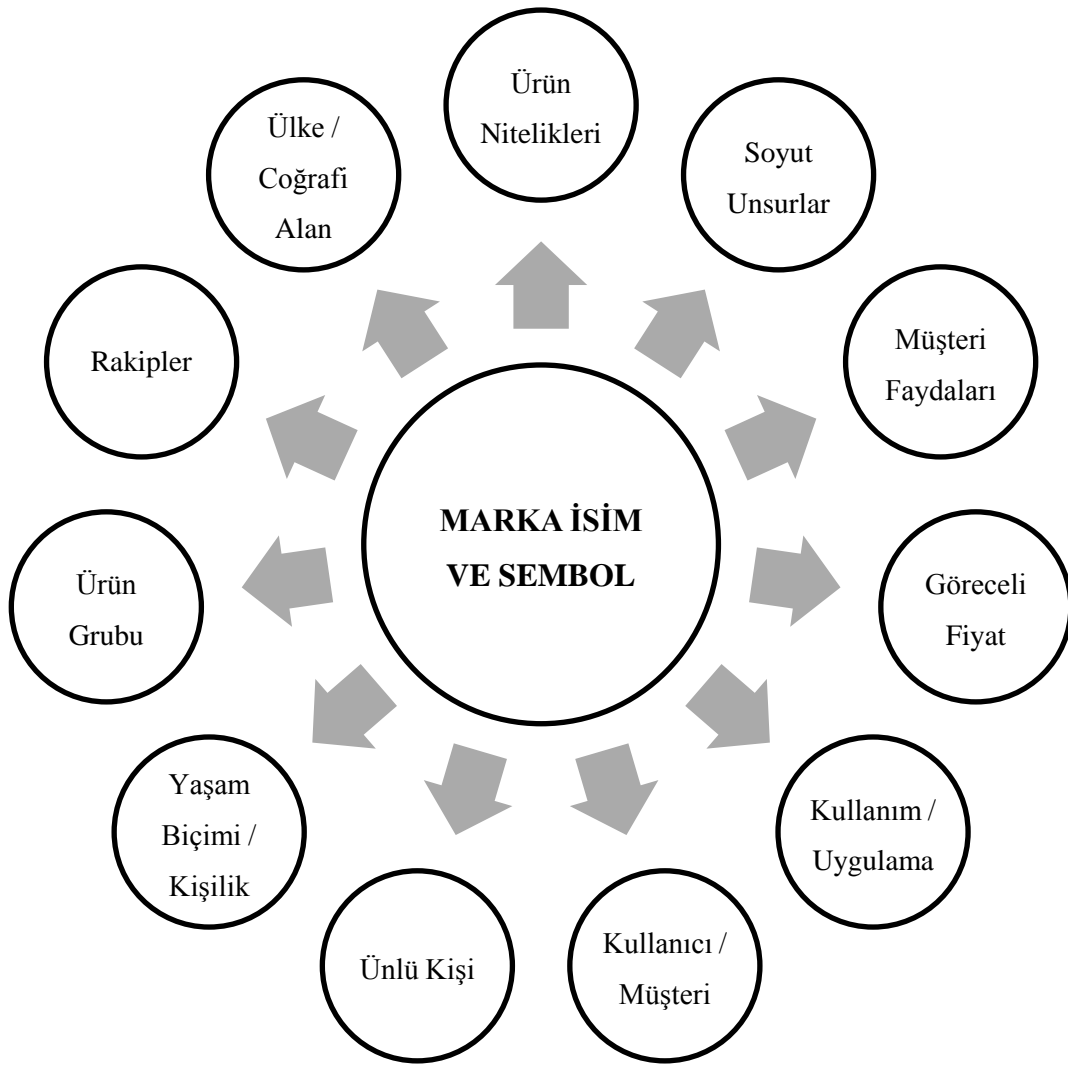 Ürün
Nitelikleri
Soyut
Unsurlar
Müşteri
Faydaları
Göreceli
Fiyat
Kullanım /
Uygulama
Kullanıcı /
Müşteri
Ünlü Kişi
Yaşam
Biçimi /
Kişilik
Ürün
Grubu
Rakipler
Ülke /
Coğrafi
Alan
MARKA İSİM
VE SEMBOL